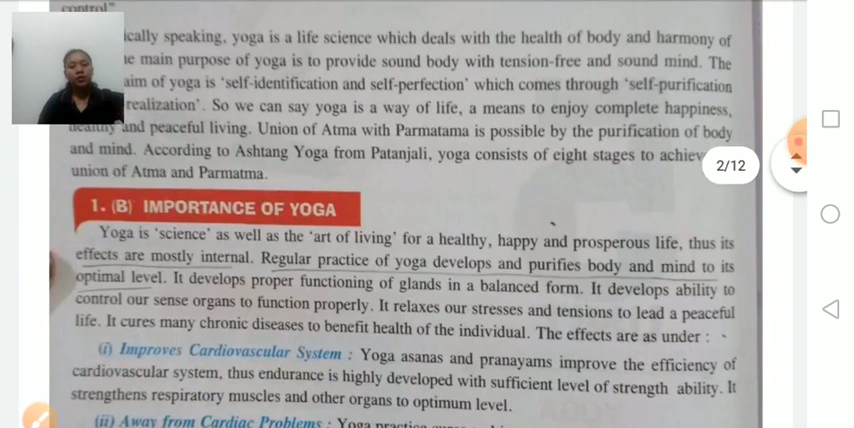 control"
ically speaking, yoga is a life science which deals with the health of body and harmony of
e main purpose of yoga is to provide sound body with tension-free and sound mind. The
aim of yoga is 'self-identification and self-perfection' which comes through 'self-purification
realization'. So we can say yoga is a way of life, a means to enjoy complete happiness,
healthy and peaceful living. Union of Atma with Parmatama is possible by the purification of body
and mind. According to Ashtang Yoga from Patanjali, yoga consists of eight stages to achiev
2/12
union of Atma and Parmatma.
1. (B) IMPORTANCE OF YOGA
Yoga is 'science' as well as the 'art of living' for a healthy, happy and prosperous life, thus its
effects are mostly internal. Regular practice of yoga develops and purifies body and mind to its
optimal level. It develops proper functioning of glands in a balanced form. It develops ability to
control our sense organs to function properly. It relaxes our stresses and tensions to lead a peaceful
life. It cures many chronic diseases to benefit health of the individual. The effects are as under :
(i) Improves Cardiovascular System : Yoga asanas and pranayams improve the efficiency of
cardiovascular system, thus endurance is highly developed with sufficient level of strength ability. It
strengthens respiratory muscles and other organs to optimum level.
(ii) Away from Cardiac Problems : Yoga practice